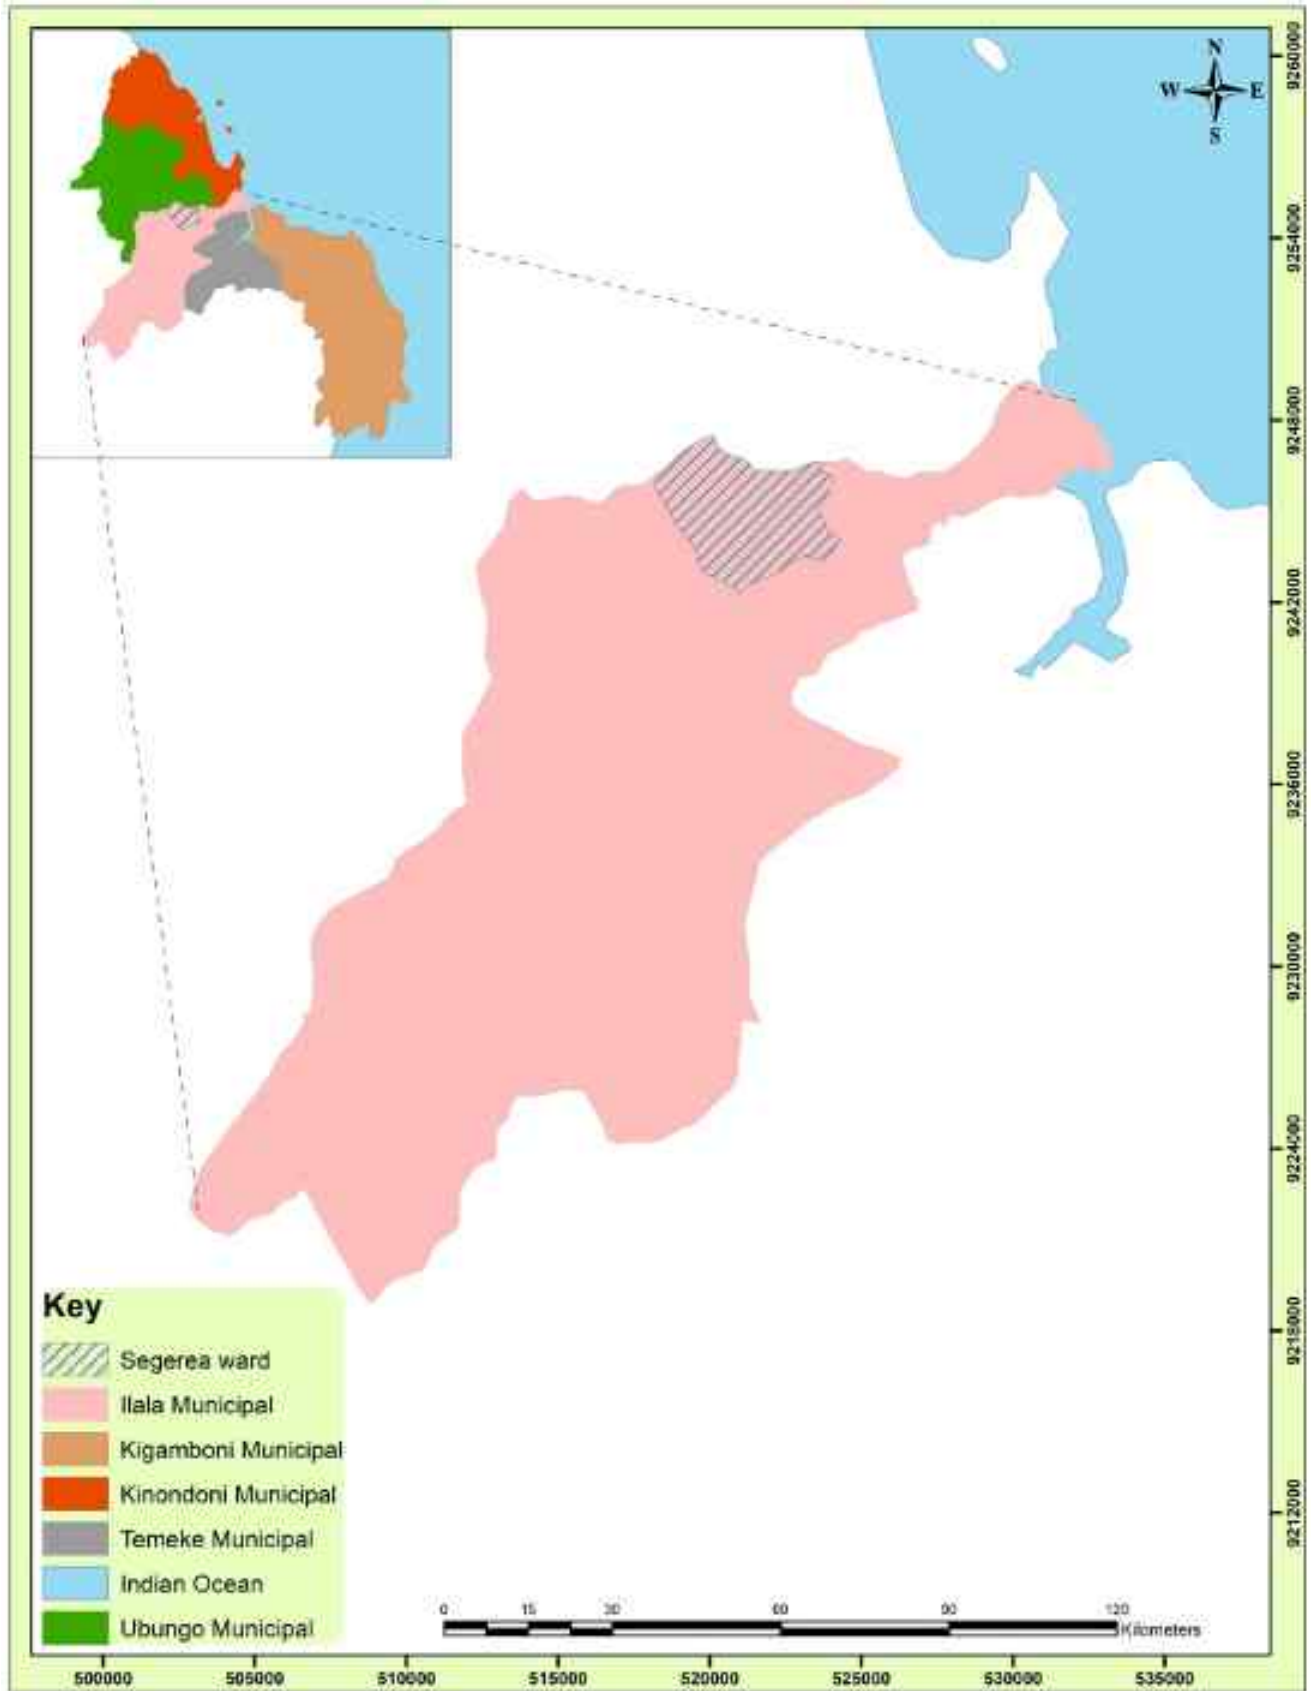 N
W E
S
9260000
9254000
9248000
9242000
9236000
9230000
9224000
9218000
9212000
Key
Segerea ward
Ilala Municipal
Kigamboni Municipal
Kinondoni Municipal
Temeke Municipal
Indian Ocean
Ubungo Municipal
0 15 30 60 90 120
Kilometers
500000 505000 510000 515000 520000 525000 530000 535000